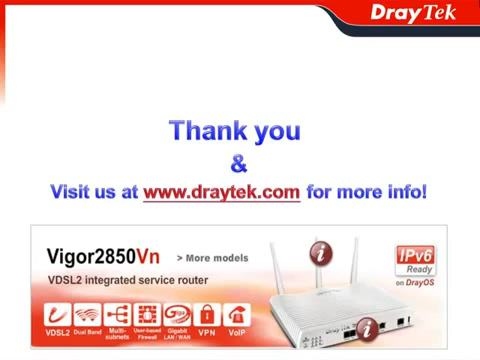 DrayTek
Thank you
&
Visit us at www.draytek.com for more info!
Vigor2850Vn > More models
VDSL2 integrated service router
IPv6
Ready
on DrayOS
VDSL2 Dual Band Multi-subnets User-based Firewall Gigabit LAN / WAN VPN VoIP